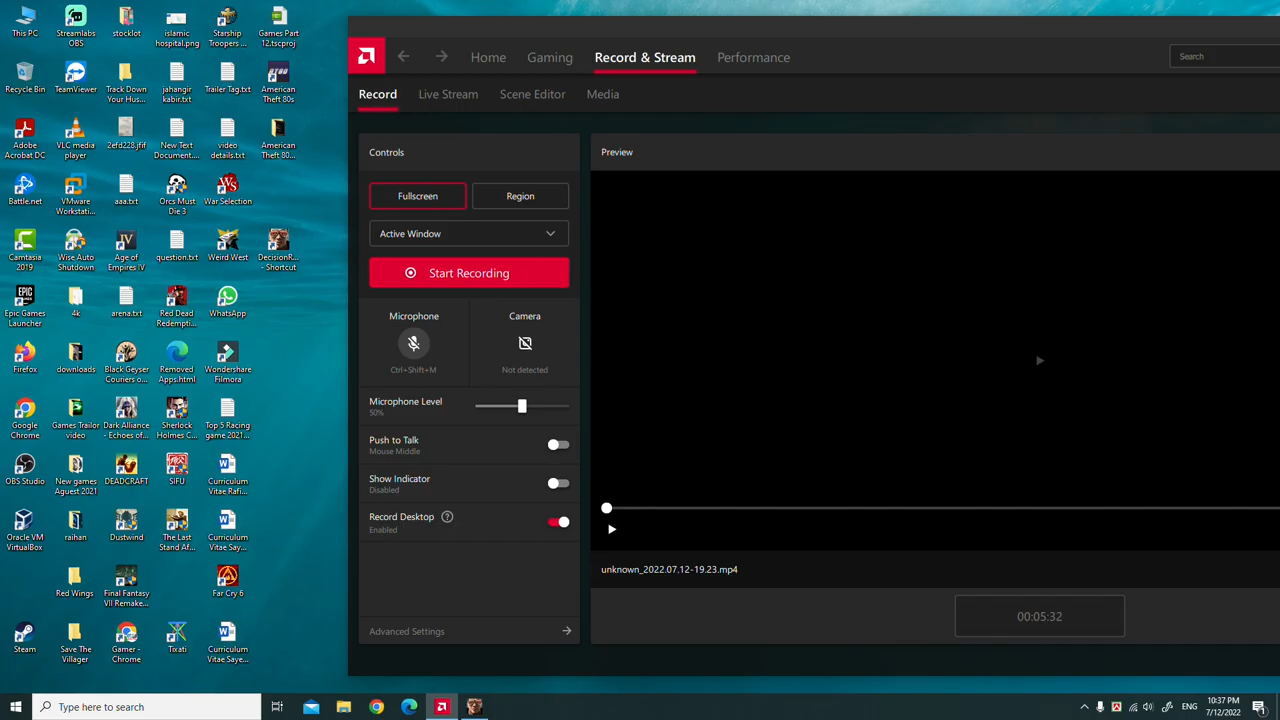 This PC
Streamlabs
OBS
stocklot
islamic
hospital.png
Starship
Troopers ...
Games Part
12.tscproj
Recycle Bin
TeamViewer
Track Down
Your Hus...
jahangir
kabir.txt
Trailer Tag.txt
American
Theft 80s
Adobe
Acrobat DC
VLC media
player
2efd228.jfif
New Text
Document....
video
details.txt
American
Theft 80...
Battle.net
VMware
Workstati...
aaa.txt
Orcs Must
Die 3
War Selection
Camtasia
2019
Wise Auto
Shutdown
Age of
Empires IV
question.txt
Weird West
DecisionR...
- Shortcut
Epic Games
Launcher
4k
arena.txt
Red Dead
Redempti...
WhatsApp
Firefox
downloads
Black Geyser
Couriers o...
Removed
Apps.html
Wondershare
Filmora
Google
Chrome
Games Trailor
video
Dark Alliance
- Echoes of...
Sherlock
Holmes C...
Top 5 Racing
game 2021...
OBS Studio
New games
Aguest 2021
DEADCRAFT
SIFU
Curriculum
Vitae Rafi...
Oracle VM
VirtualBox
raihan
Dustwind
The Last
Stand Af...
Curriculum
Vitae Say...
Red Wings
Final Fantasy
VII Remake...
Far Cry 6
Steam
Save The
Villager
Gamer -
Chrome
Tixati
Curriculum
Vitae Saye...
Home
Gaming
Record & Stream
Performance
Search
Record
Live Stream
Scene Editor
Media
Controls
Preview
Fullscreen
Region
Active Window
Start Recording
Microphone
Camera
Ctrl+Shift+M
Not detected
Microphone Level
50%
Push to Talk
Mouse Middle
Show Indicator
Disabled
Record Desktop
Enabled
Advanced Settings
unknown_2022.07.12-19.23.mp4
00:05:32
Type here to search
ENG
10:37 PM
7/12/2022